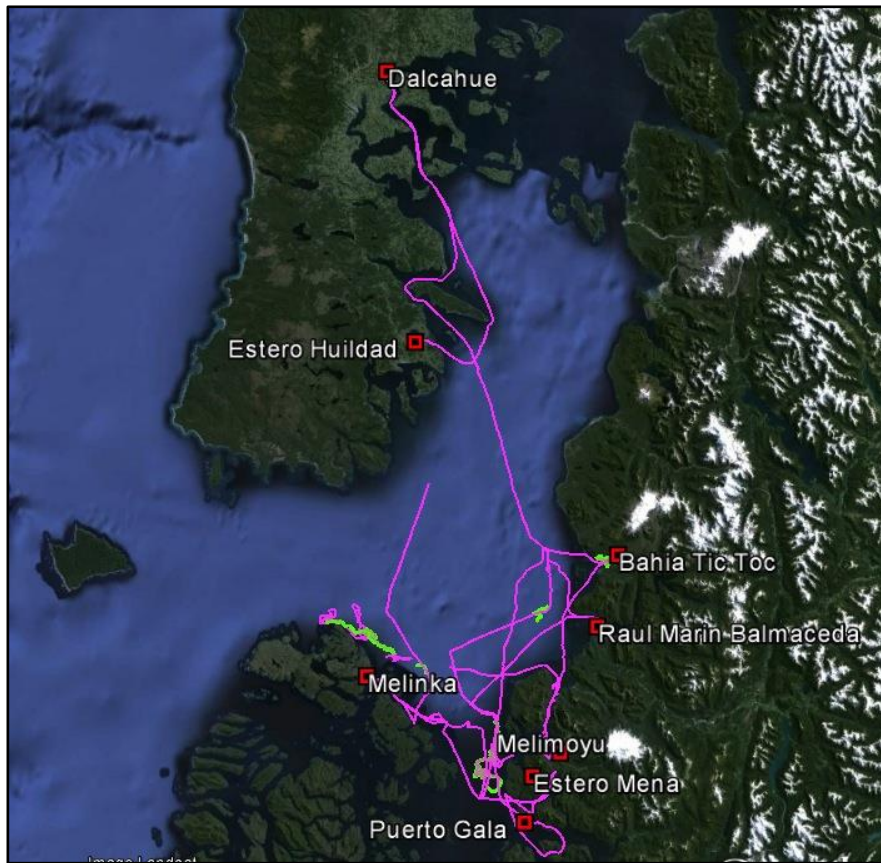 Dalcahue
Estero Huildad
Bahia Tic Toc
Raul Marin Balmaceda
Melinka
Melimoyu
Estero Mena
Puerto Gala
Image Landsat